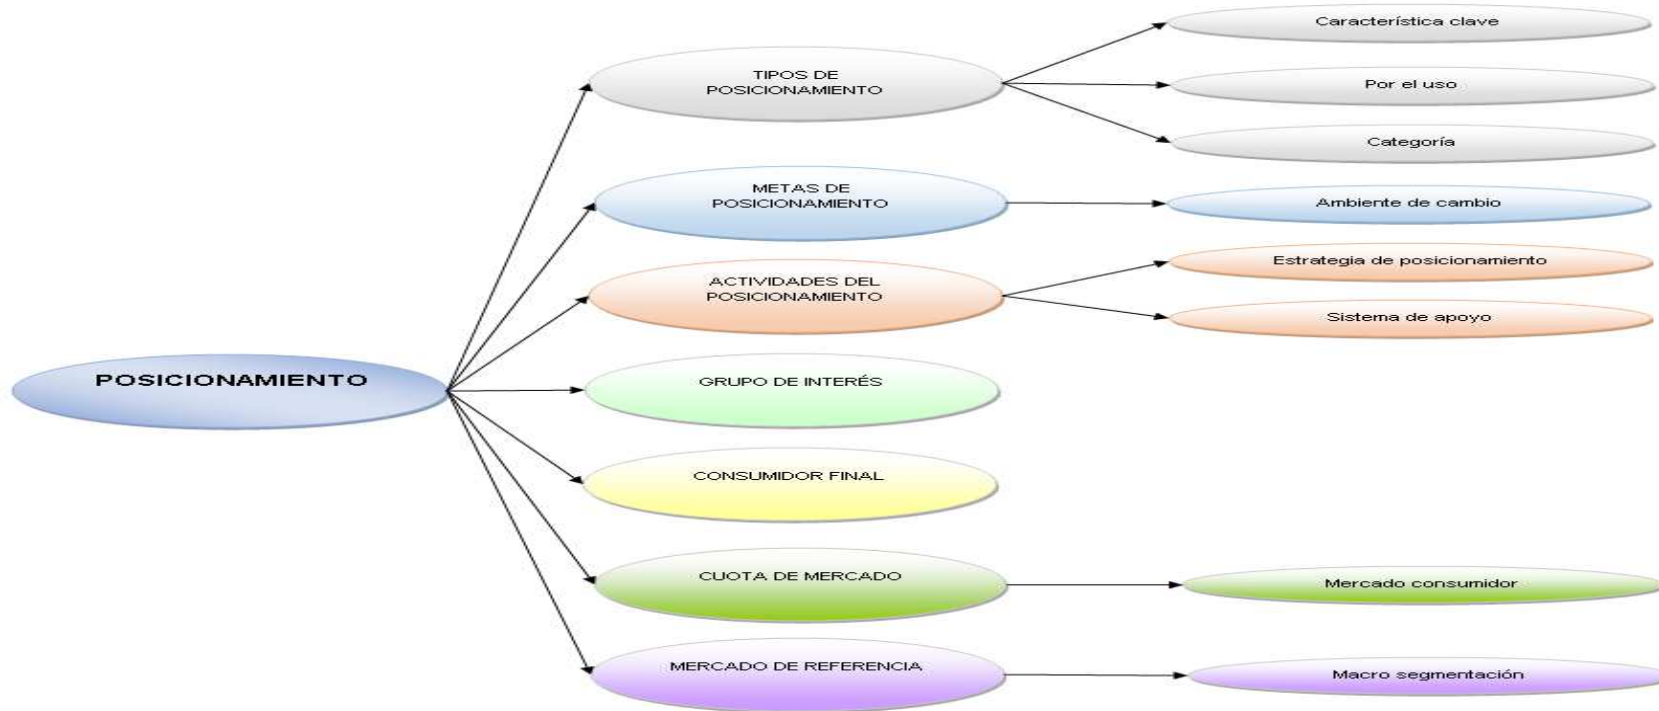 POSICIONAMIENTO
TIPOS DE
POSICIONAMIENTO
Característica clave
Por el uso
Categoría
METAS DE
POSICIONAMIENTO
Ambiente de cambio
ACTIVIDADES DEL
POSICIONAMIENTO
Estrategia de posicionamiento
Sistema de apoyo
GRUPO DE INTERÉS
CONSUMIDOR FINAL
CUOTA DE MERCADO
Mercado consumidor
MERCADO DE REFERENCIA
Macro segmentación